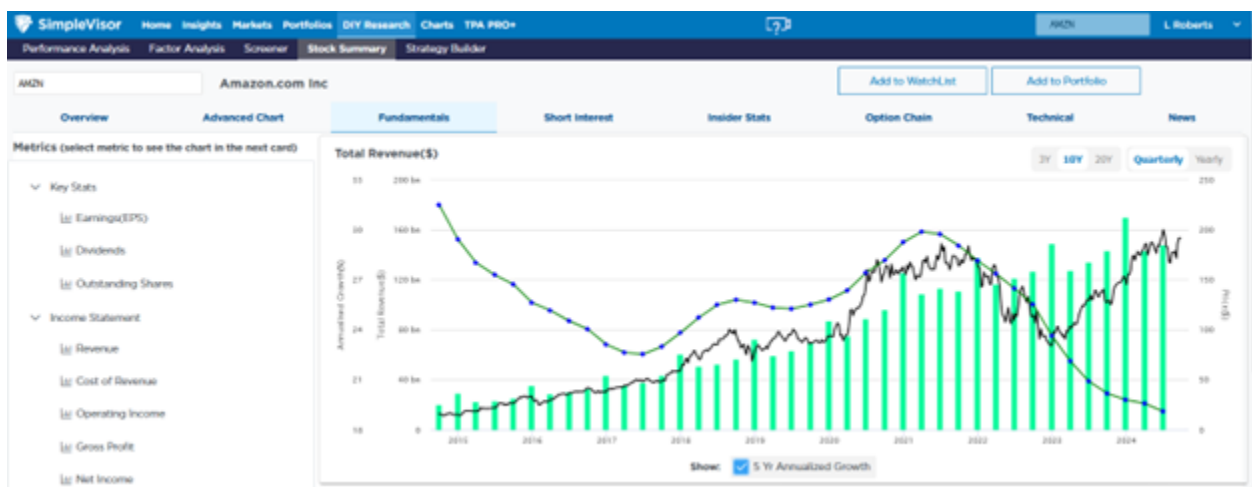 SimpleVisor Home Insights Markets Portfolios DIY Research Charts TPA PRO+ AMZN L Roberts
Performance Analysis Factor Analysis Screener Stock Summary Strategy Builder
AMZN Amazon.com Inc Add to WatchList Add to Portfolio
Overview Advanced Chart Fundamentals Short Interest Insider Stats Option Chain Technical News
Metrics (select metric to see the chart in the next card)
Key Stats
Earnings(EPS)
Dividends
Outstanding Shares
Income Statement
Revenue
Cost of Revenue
Operating Income
Gross Profit
Net Income
Total Revenue($) 3Y 10Y 20Y Quarterly Yearly
33 200 bn 250
30 160 bn 200
27 120 bn 150
24 80 bn 100
21 40 bn 50
18 0 0
Annualized Growth(%)
Total Revenue($)
Price($)
2015 2016 2017 2018 2019 2020 2021 2022 2023 2024
Show: 5 Yr Annualized Growth